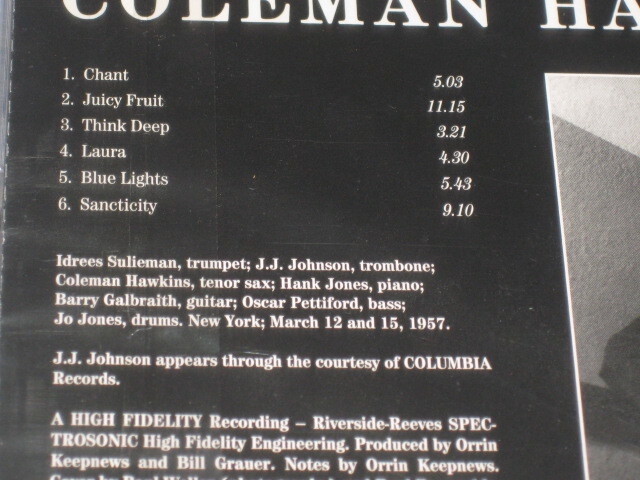 COLEMAN HA
1. Chant 5.03
2. Juicy Fruit 11.15
3. Think Deep 3.21
4. Laura 4.30
5. Blue Lights 5.43
6. Sancticity 9.10
Idrees Sulieman, trumpet; J.J. Johnson, trombone;
Coleman Hawkins, tenor sax; Hank Jones, piano;
Barry Galbraith, guitar; Oscar Pettiford, bass;
Jo Jones, drums. New York; March 12 and 15, 1957.
J.J. Johnson appears through the courtesy of COLUMBIA
Records.
A HIGH FIDELITY Recording – Riverside-Reeves SPEC-
TROSONIC High Fidelity Engineering. Produced by Orrin
Keepnews and Bill Grauer. Notes by Orrin Keepnews.